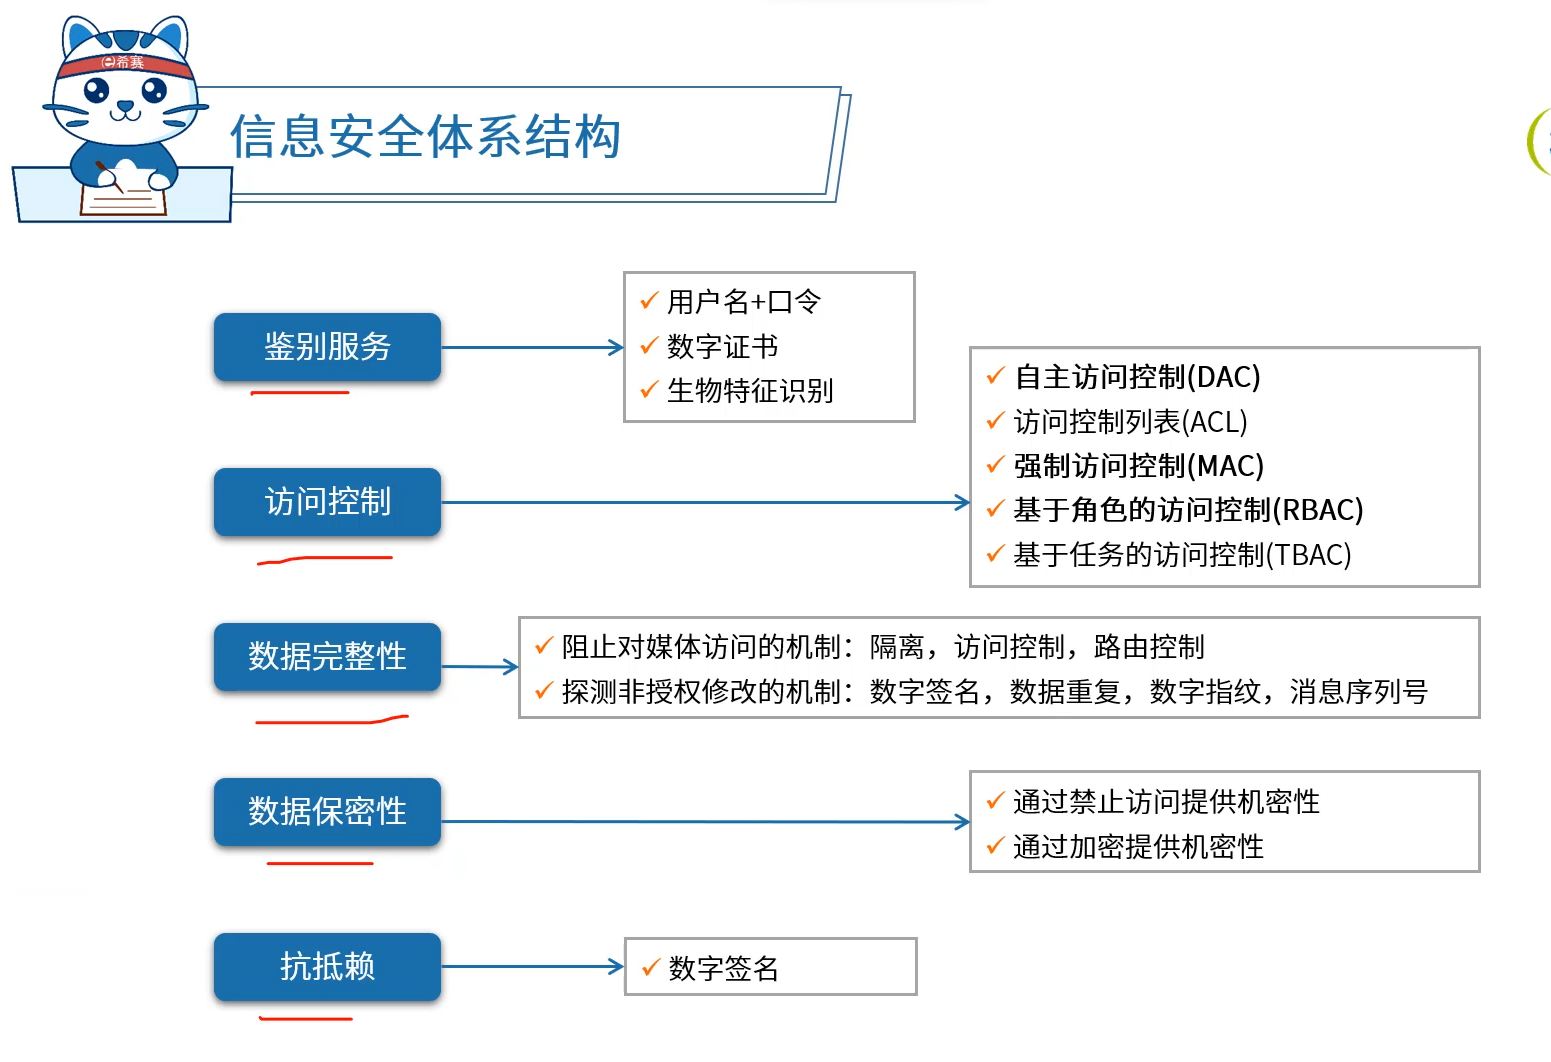 e希赛
信息安全体系结构
鉴别服务
用户名+口令
数字证书
生物特征识别
访问控制
自主访问控制(DAC)
访问控制列表(ACL)
强制访问控制(MAC)
基于角色的访问控制(RBAC)
基于任务的访问控制(TBAC)
数据完整性
阻止对媒体访问的机制：隔离，访问控制，路由控制
探测非授权修改的机制：数字签名，数据重复，数字指纹，消息序列号
数据保密性
通过禁止访问提供机密性
通过加密提供机密性
抗抵赖
数字签名